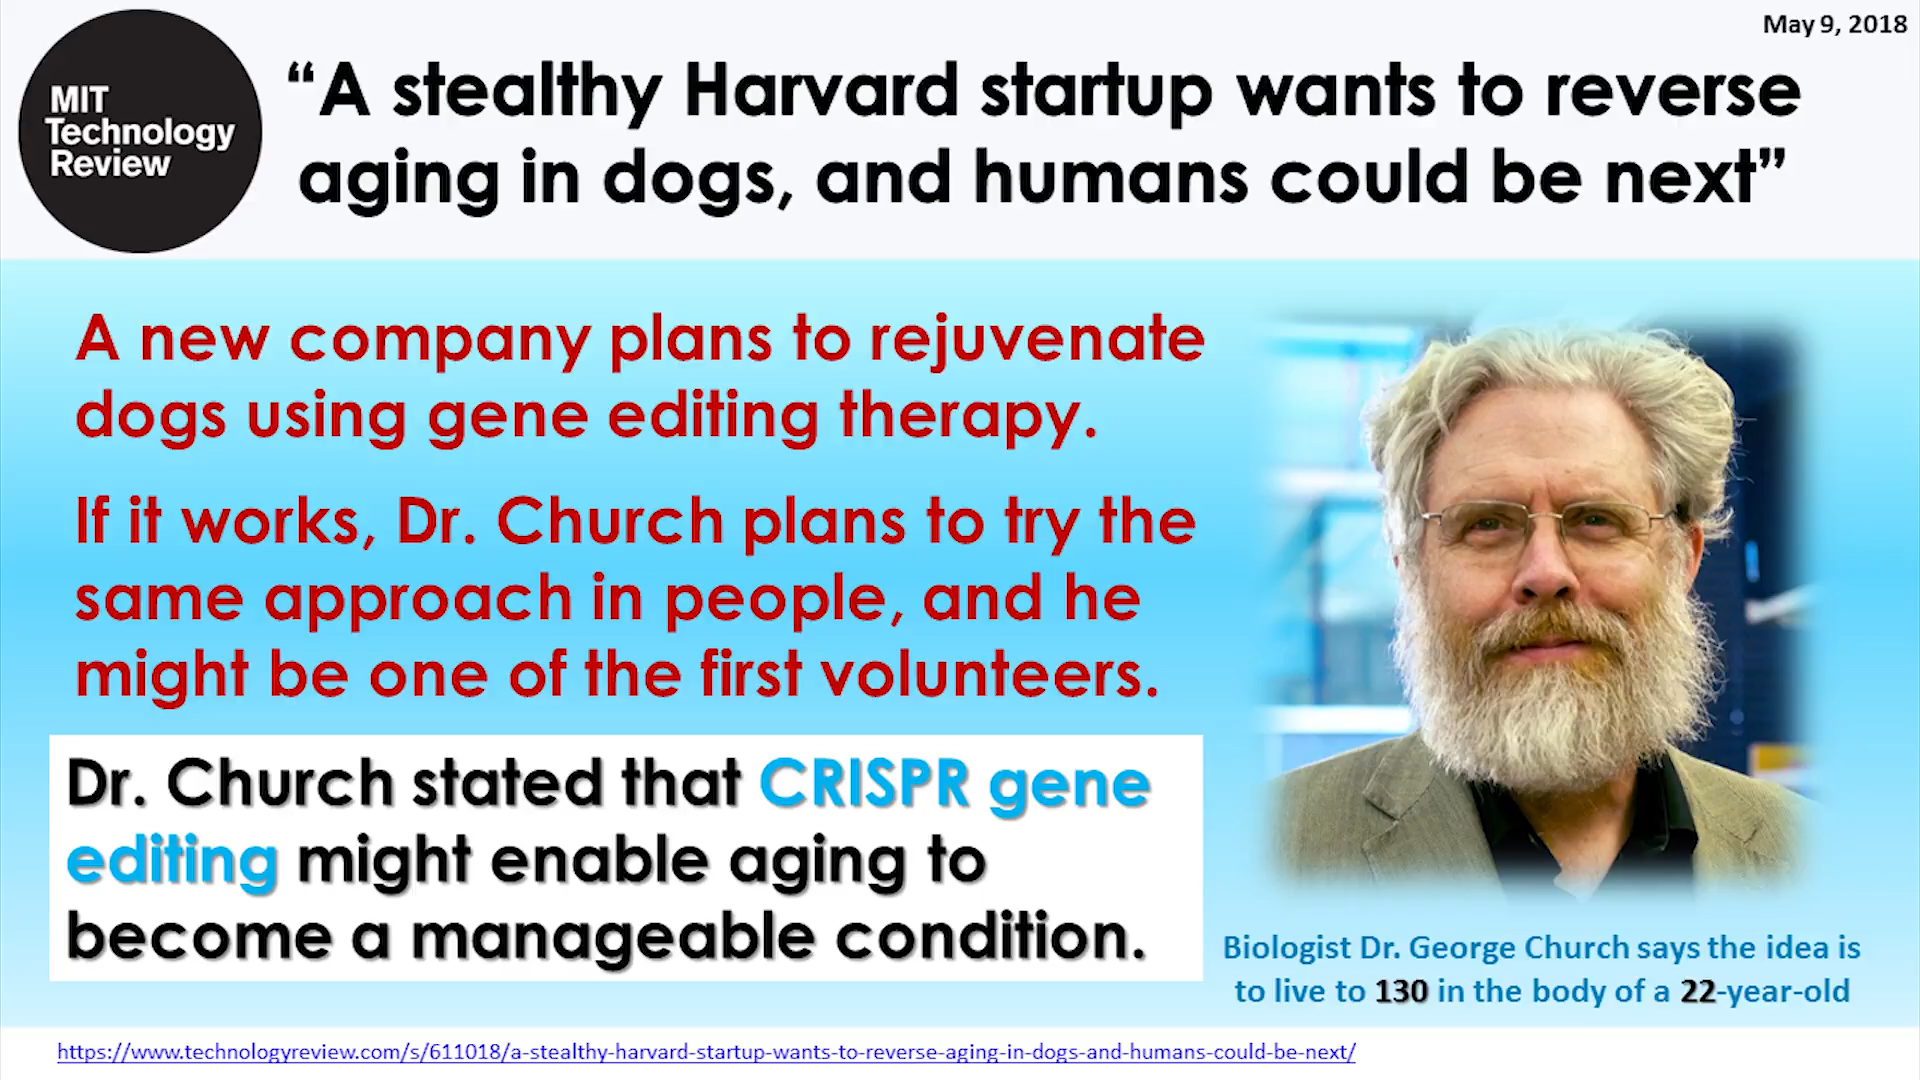 May 9, 2018
MIT
Technology
Review
“A stealthy Harvard startup wants to reverse
aging in dogs, and humans could be next”
A new company plans to rejuvenate
dogs using gene editing therapy.
If it works, Dr. Church plans to try the
same approach in people, and he
might be one of the first volunteers.
Dr. Church stated that CRISPR gene
editing might enable aging to
become a manageable condition.
Biologist Dr. George Church says the idea is
to live to 130 in the body of a 22-year-old
https://www.technologyreview.com/s/611018/a-stealthy-harvard-startup-wants-to-reverse-aging-in-dogs-and-humans-could-be-next/